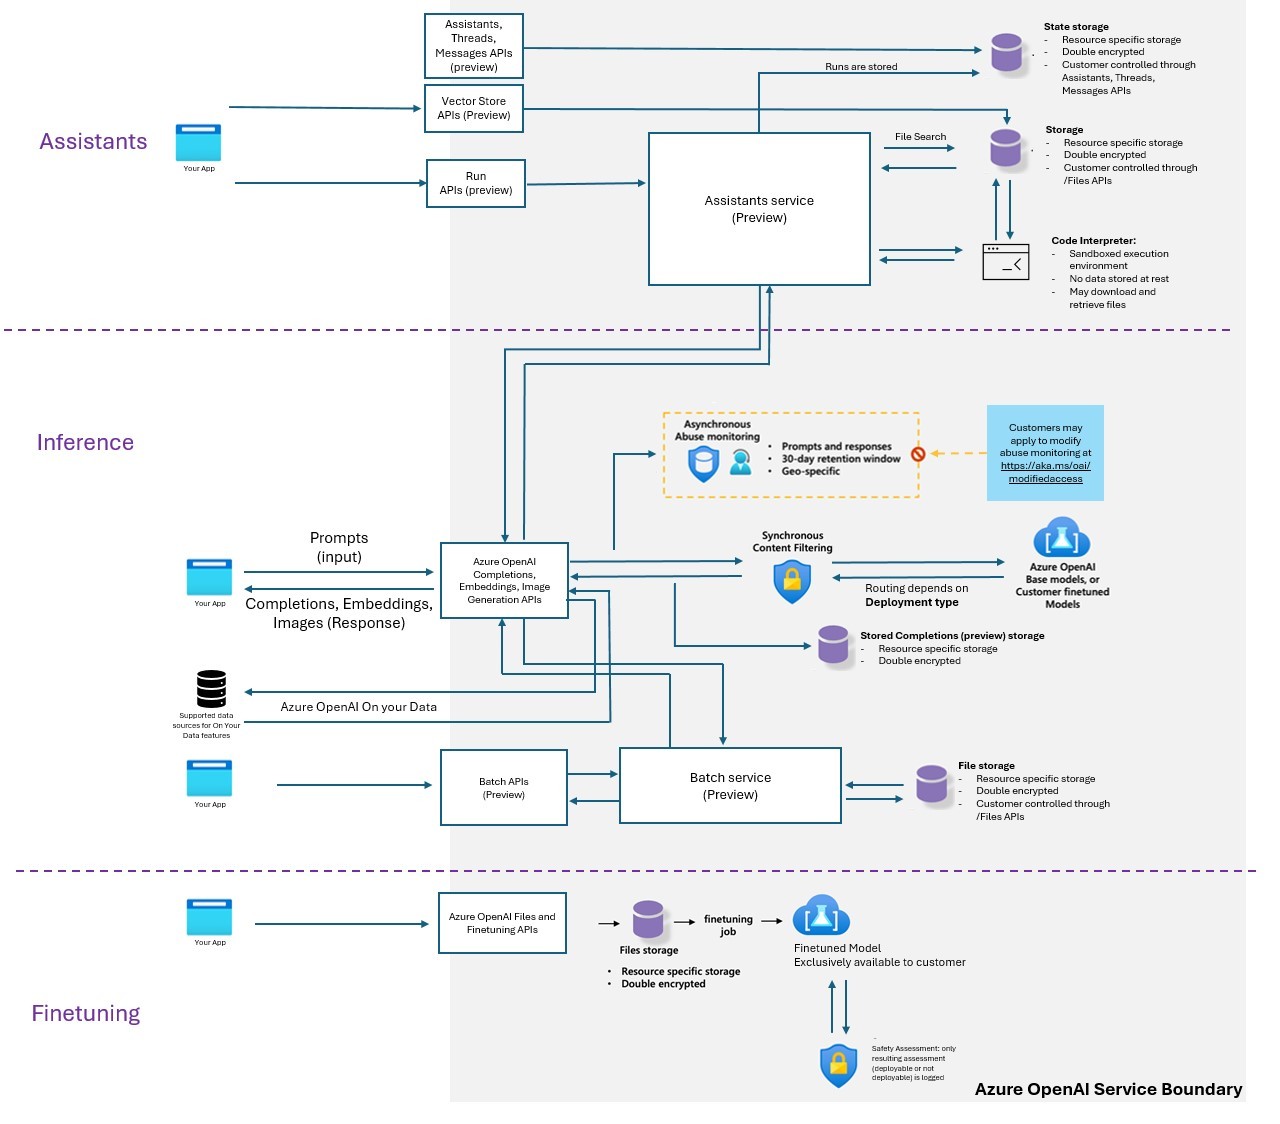 Assistants
Your App
Assistants,
Threads,
Messages APIs
(preview)
Vector Store
APIs (Preview)
Run
APIs (preview)
Runs are stored
Assistants service
(Preview)
File Search
State storage
- Resource specific storage
- Double encrypted
- Customer controlled through
Assistants, Threads,
Messages APIs
Storage
- Resource specific storage
- Double encrypted
- Customer controlled through
/Files APIs
Code Interpreter:
- Sandboxed execution
environment
- No data stored at rest
- May download and
retrieve files
Inference
Asynchronous
Abuse monitoring
• Prompts and responses
• 30-day retention window
• Geo-specific
Customers may
apply to modify
abuse monitoring at
https://aka.ms/oai/
modifiedaccess
Prompts
(input)
Your App
Completions, Embeddings,
Images (Response)
Azure OpenAI
Completions,
Embeddings, Image
Generation APIs
Synchronous
Content Filtering
Routing depends on
Deployment type
Azure OpenAI
Base models, or
Customer finetuned
Models
Stored Completions (preview) storage
- Resource specific storage
- Double encrypted
Supported data
sources for On Your
Data features
Azure OpenAI On your Data
Your App
Batch APIs
(Preview)
Batch service
(Preview)
File storage
- Resource specific storage
- Double encrypted
- Customer controlled through
/Files APIs
Finetuning
Your App
Azure OpenAI Files and
Finetuning APIs
Files storage
• Resource specific storage
• Double encrypted
finetuning
job
Finetuned Model
Exclusively available to customer
-
Safety Assessment: only
resulting assessment
(deployable or not
deployable) is logged
Azure OpenAI Service Boundary